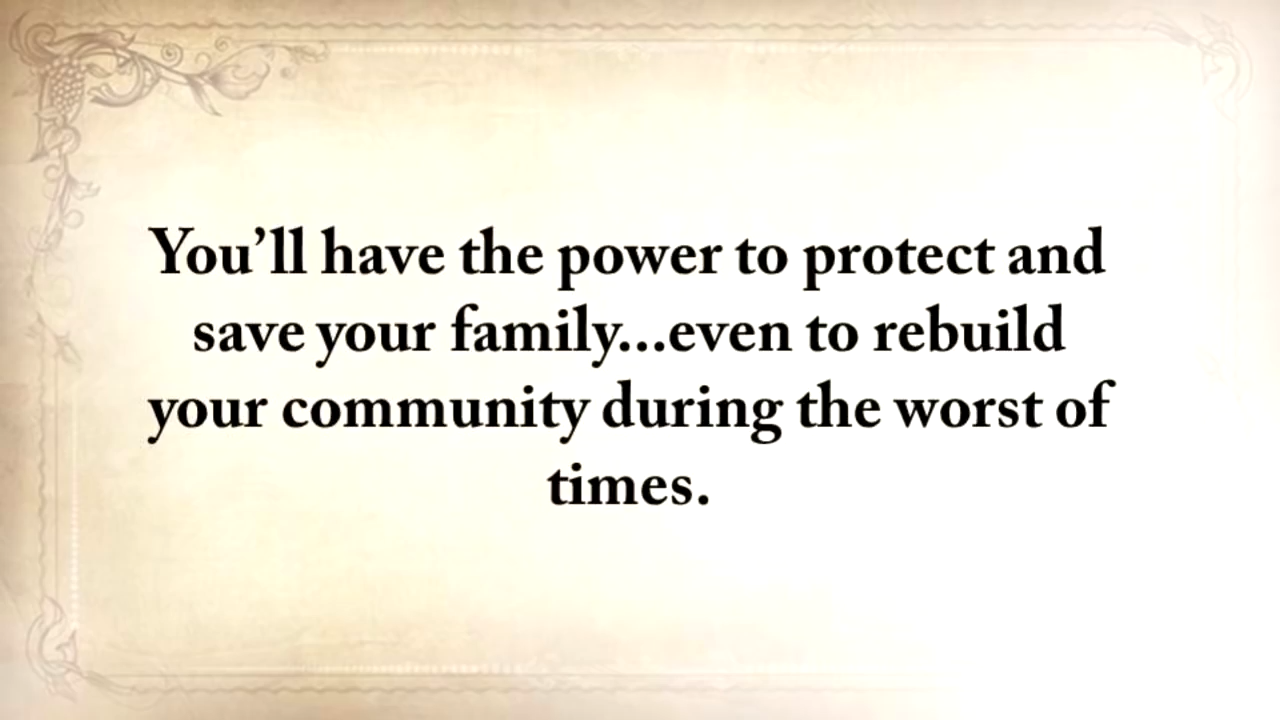 You’ll have the power to protect and
save your family...even to rebuild
your community during the worst of
times.